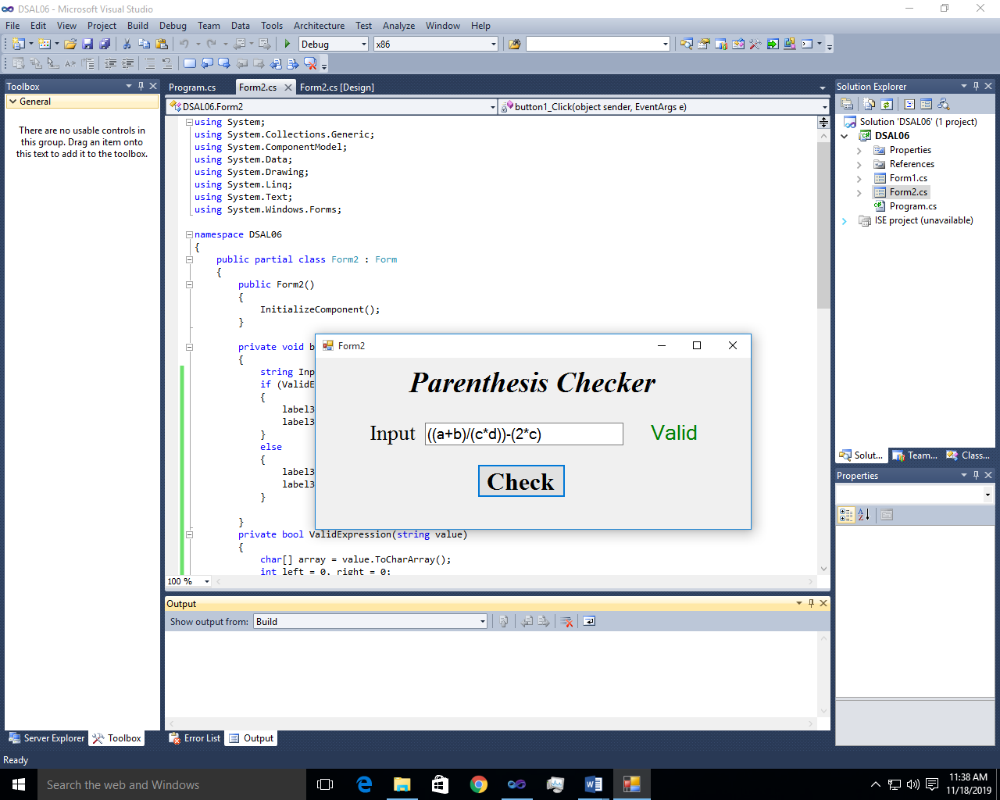 DSAL06 - Microsoft Visual Studio
File Edit View Project Build Debug Team Data Tools Architecture Test Analyze Window Help
Debug x86
Toolbox
General
There are no usable controls in
this group. Drag an item onto
this text to add it to the toolbox.
Server Explorer Toolbox
Program.cs Form2.cs Form2.cs [Design]
DSAL06.Form2 button1_Click(object sender, EventArgs e)
using System;
using System.Collections.Generic;
using System.ComponentModel;
using System.Data;
using System.Drawing;
using System.Linq;
using System.Text;
using System.Windows.Forms;
namespace DSAL06
{
public partial class Form2 : Form
{
public Form2()
{
InitializeComponent();
}
private void b
{
string Inp
if (ValidE
{
label3
label3
}
else
{
label3
label3
}
}
private bool ValidExpression(string value)
{
char[] array = value.ToCharArray();
int left = 0, right = 0;
100 %
Form2
Parenthesis Checker
Input ((a+b)/(c*d))-(2*c) Valid
Check
Output
Show output from: Build
Error List Output
Solution Explorer
Solution 'DSAL06' (1 project)
DSAL06
Properties
References
Form1.cs
Form2.cs
Program.cs
ISE project (unavailable)
Solut... Team... Class...
Properties
Ready
Search the web and Windows
11:38 AM
11/18/2019